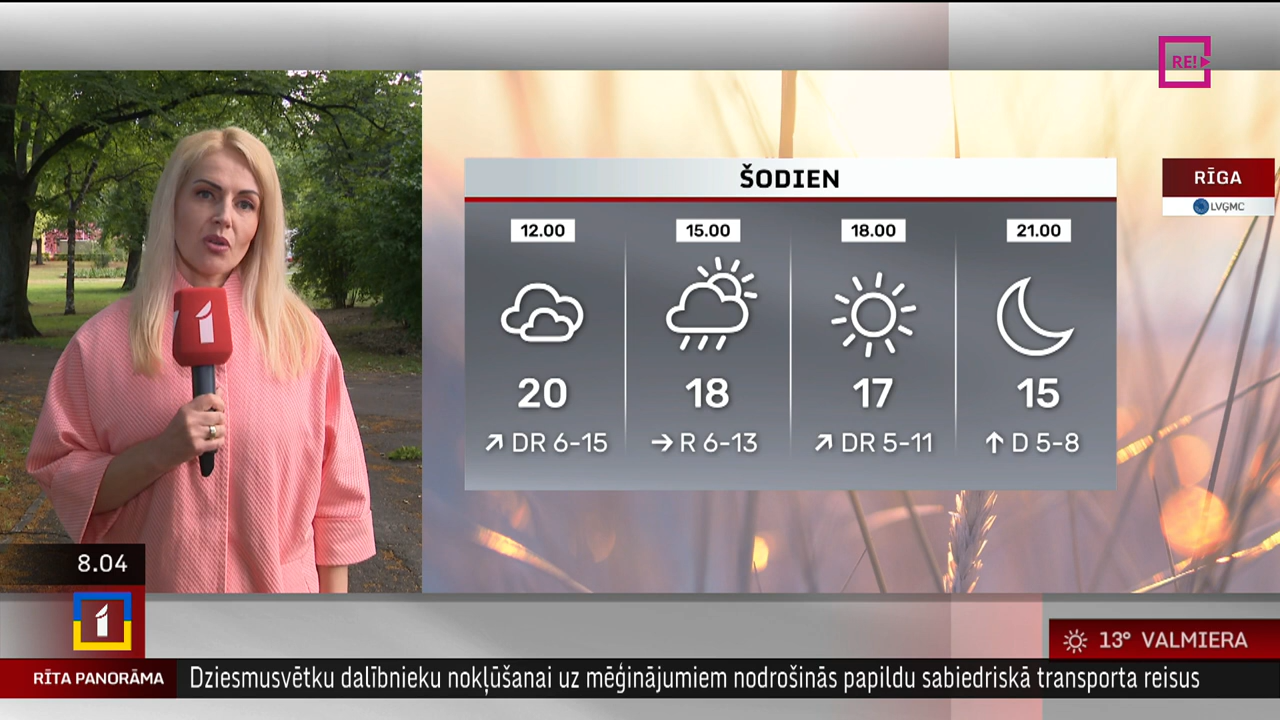 RE!
ŠODIEN
RĪGA
LVĢMC
12.00
15.00
18.00
21.00
20
18
17
15
DR 6-15
R 6-13
DR 5-11
D 5-8
1
8.04
1
13° VALMIERA
RĪTA PANORĀMA
Dziesmusvētku dalībnieku nokļūšanai uz mēģinājumiem nodrošinās papildu sabiedriskā transporta reisus